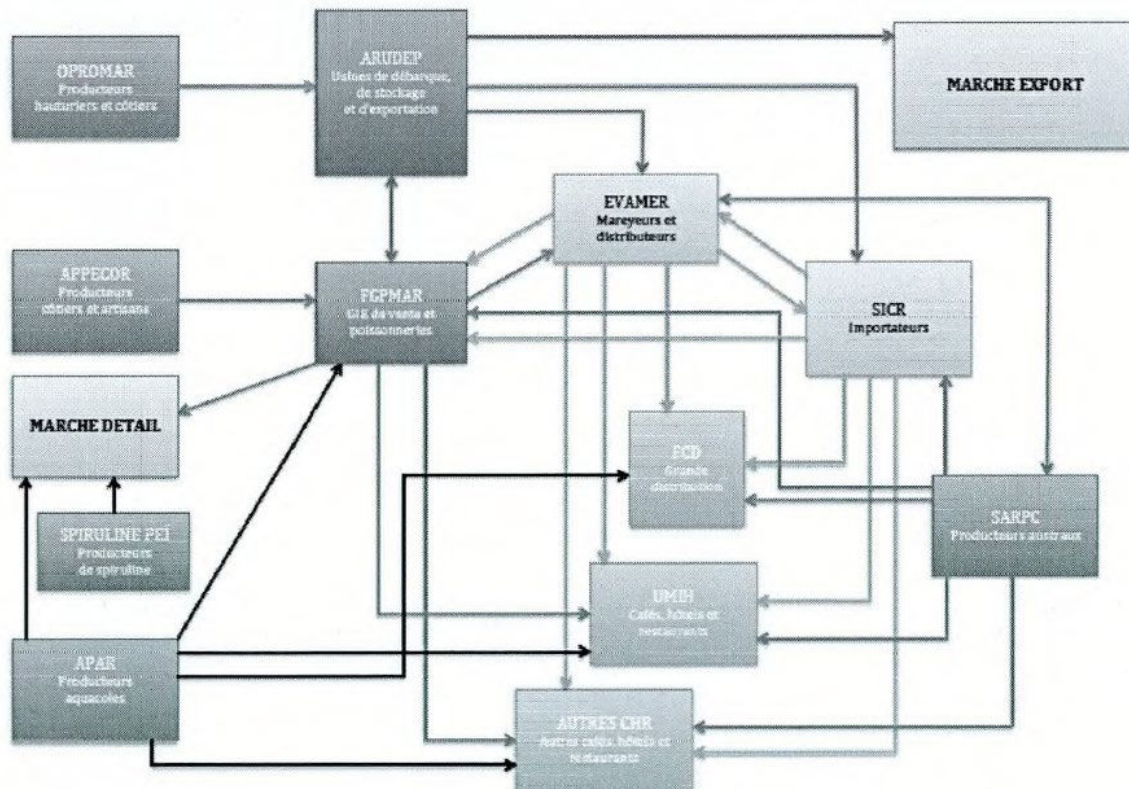 OPROMAR
Producteurs
hauturiers et côtiers
ARUDEP
Usines de débarque,
de stockage
et d'exportation
MARCHE EXPORT
EVAMER
Mareyeurs et
distributeurs
APPECOR
Producteurs
côtiers et artisans
FGPMAR
GIE de vente et
poissonneries
SICR
Importateurs
MARCHE DETAIL
ECD
Grande
distribution
SARPC
Producteurs austraux
SPIRULINE PEÏ
Producteurs
de spiruline
UMIH
Cafés, hôtels et
restaurants
APAR
Producteurs
aquacoles
AUTRES CHR
Autres cafés, hôtels et
restaurants